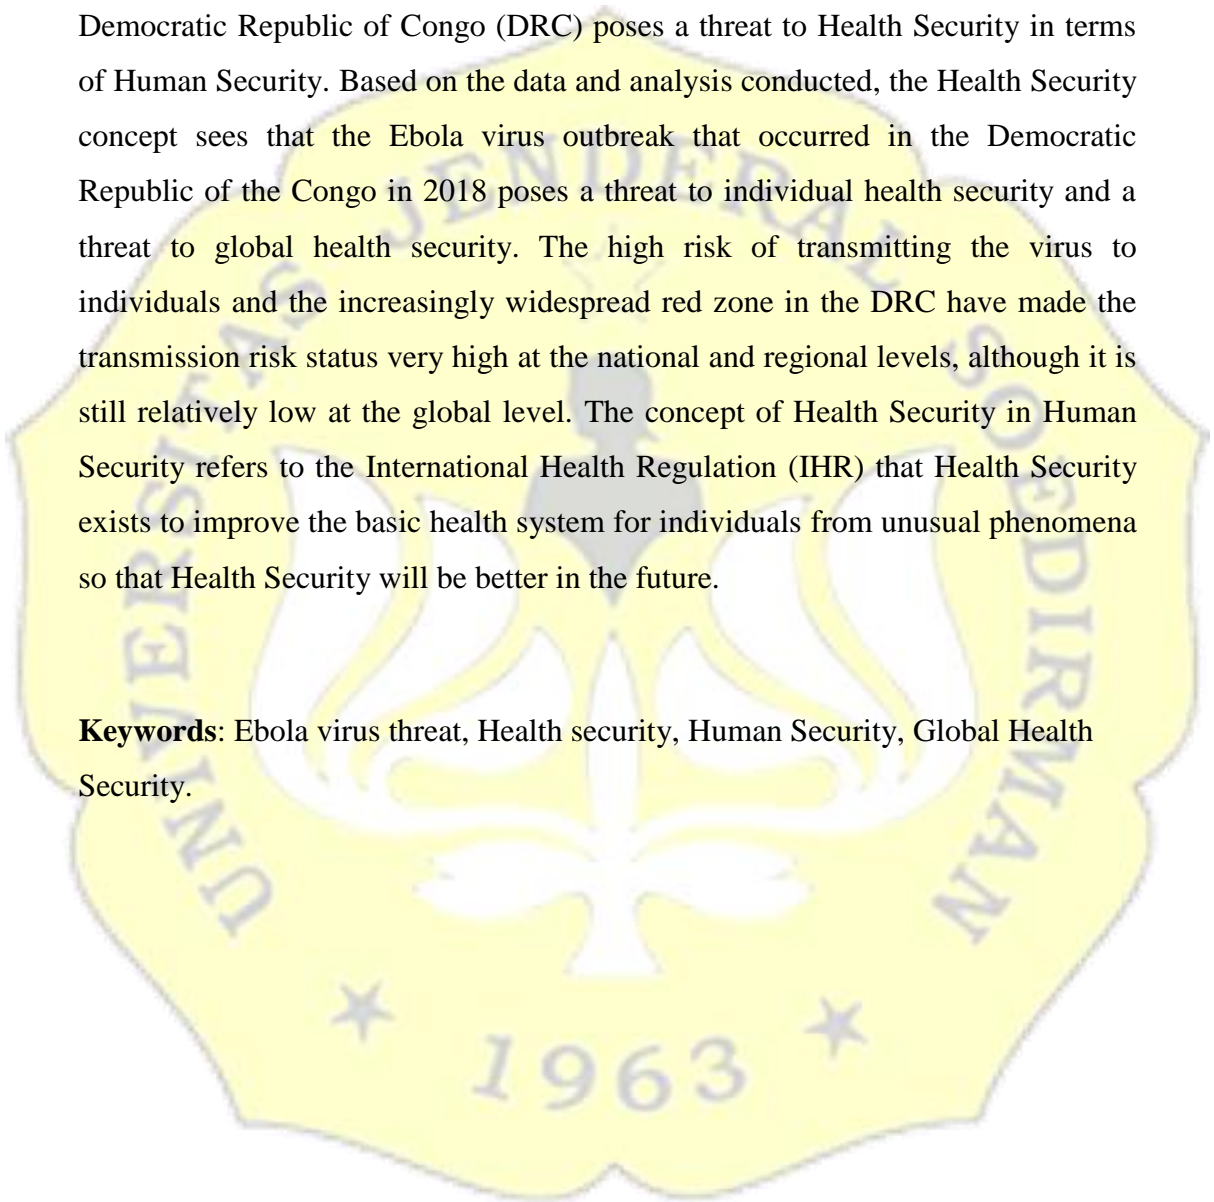 Democratic Republic of Congo (DRC) poses a threat to Health Security in terms
of Human Security. Based on the data and analysis conducted, the Health Security
concept sees that the Ebola virus outbreak that occurred in the Democratic
Republic of the Congo in 2018 poses a threat to individual health security and a
threat to global health security. The high risk of transmitting the virus to
individuals and the increasingly widespread red zone in the DRC have made the
transmission risk status very high at the national and regional levels, although it is
still relatively low at the global level. The concept of Health Security in Human
Security refers to the International Health Regulation (IHR) that Health Security
exists to improve the basic health system for individuals from unusual phenomena
so that Health Security will be better in the future.
Keywords: Ebola virus threat, Health security, Human Security, Global Health
Security.
UNIVERSITAS JENDERAL SOEDIRMAN
1963